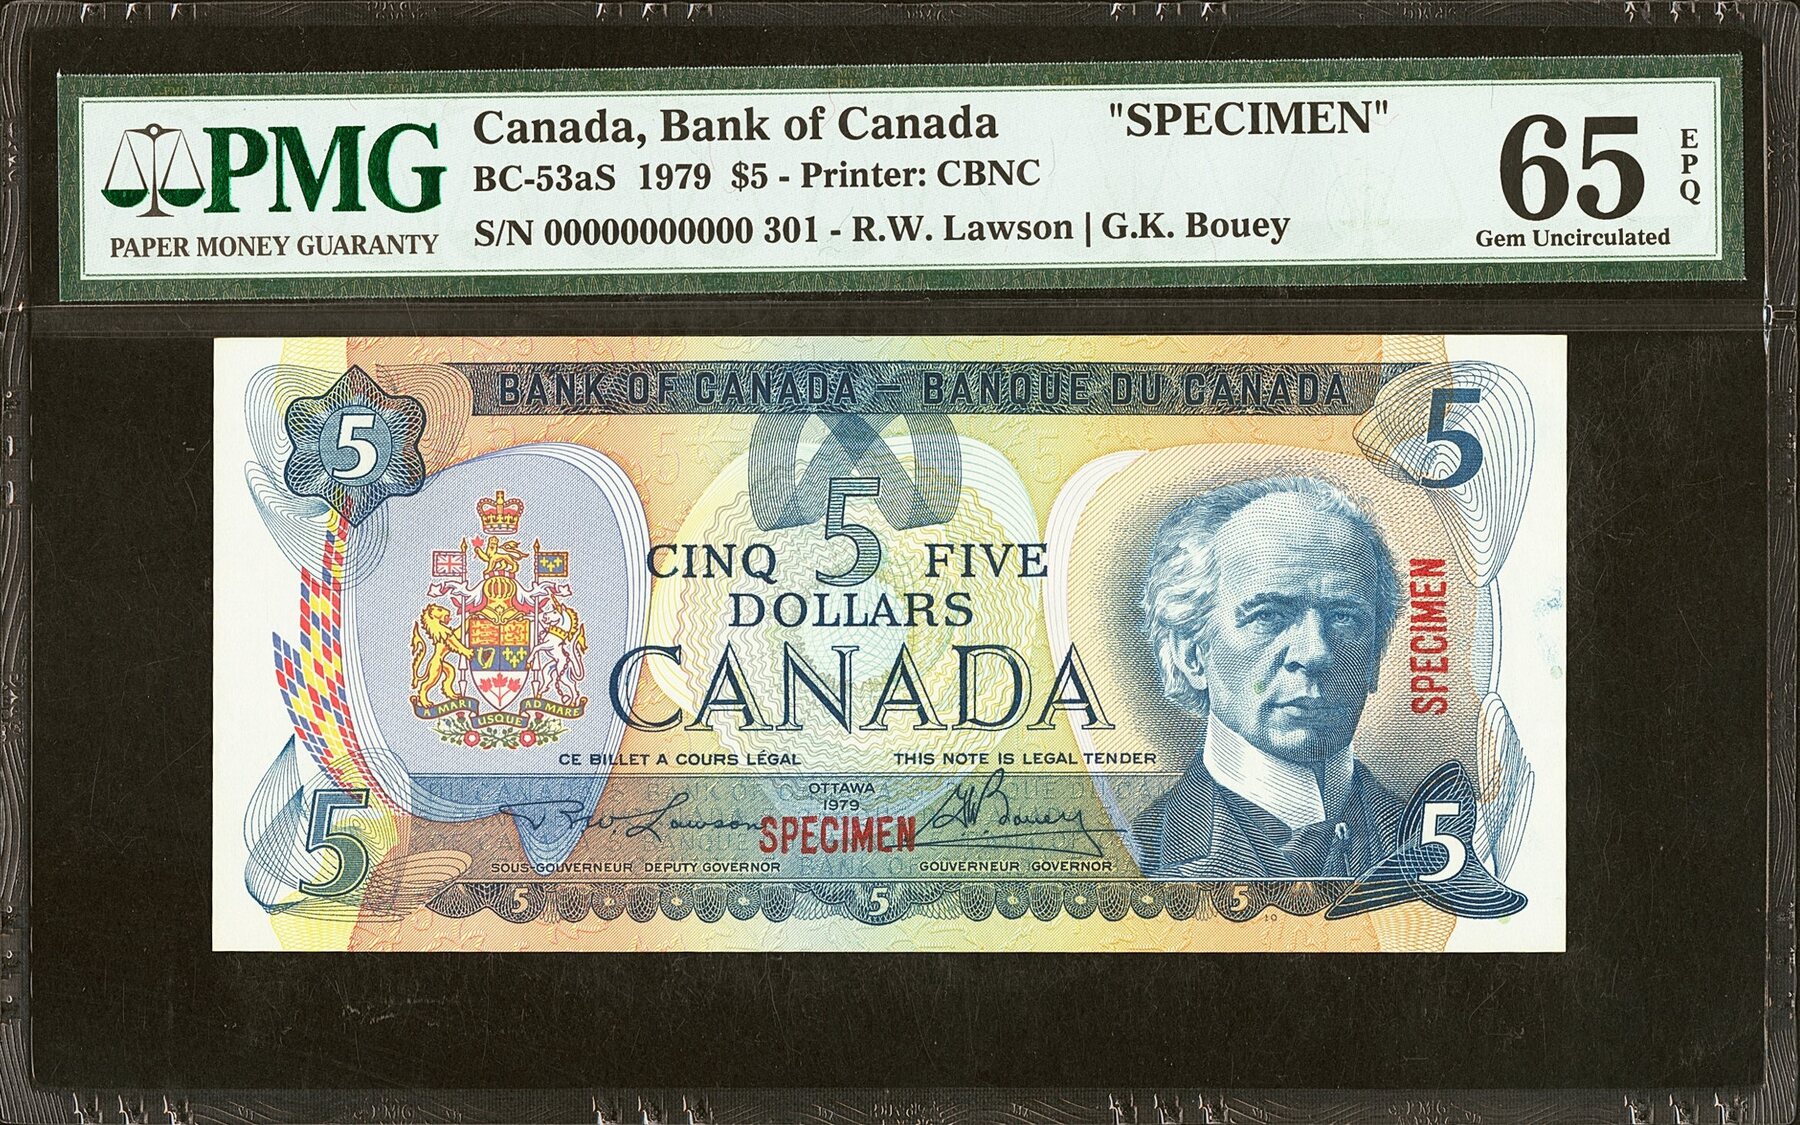 PMG
PAPER MONEY GUARANTY
Canada, Bank of Canada "SPECIMEN"
BC-53aS 1979 $5 - Printer: CBNC
S/N 00000000000 301 - R.W. Lawson | G.K. Bouey
65
EPQ
Gem Uncirculated
BANK OF CANADA – BANQUE DU CANADA
5
5
CINQ 5 FIVE
DOLLARS
CANADA
A MARI USQUE AD MARE
SPECIMEN
CE BILLET A COURS LÉGAL
THIS NOTE IS LEGAL TENDER
OTTAWA
1979
R.W. Lawson
SPECIMEN
G.K. Bouey
SOUS-GOUVERNEUR DEPUTY GOVERNOR
GOUVERNEUR GOVERNOR
5
5
5 5 5
10